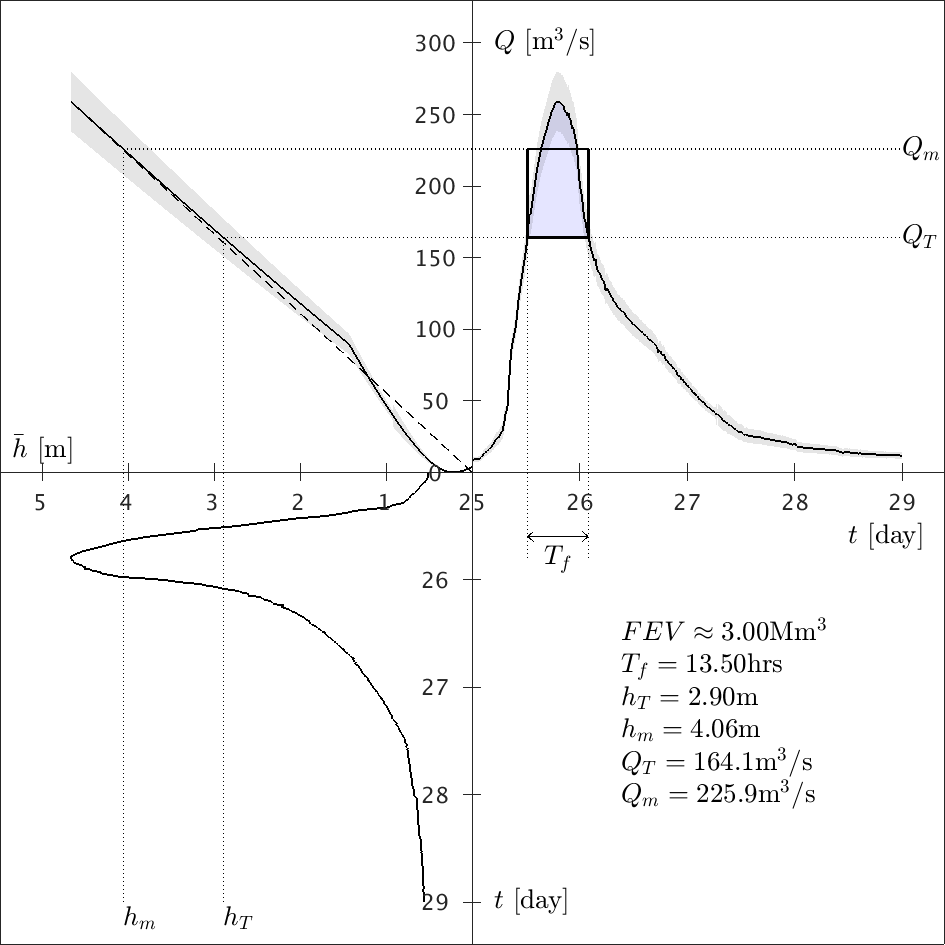 300
Q [m³/s]
250
Q_m
200
Q_T
150
100
50
h̄ [m]
0
5 4 3 2 1 25 26 27 28 29
t [day]
T_f
26
FEV ≈ 3.00Mm³
T_f = 13.50hrs
h_T = 2.90m
27
h_m = 4.06m
Q_T = 164.1m³/s
28
Q_m = 225.9m³/s
29 t [day]
h_m h_T